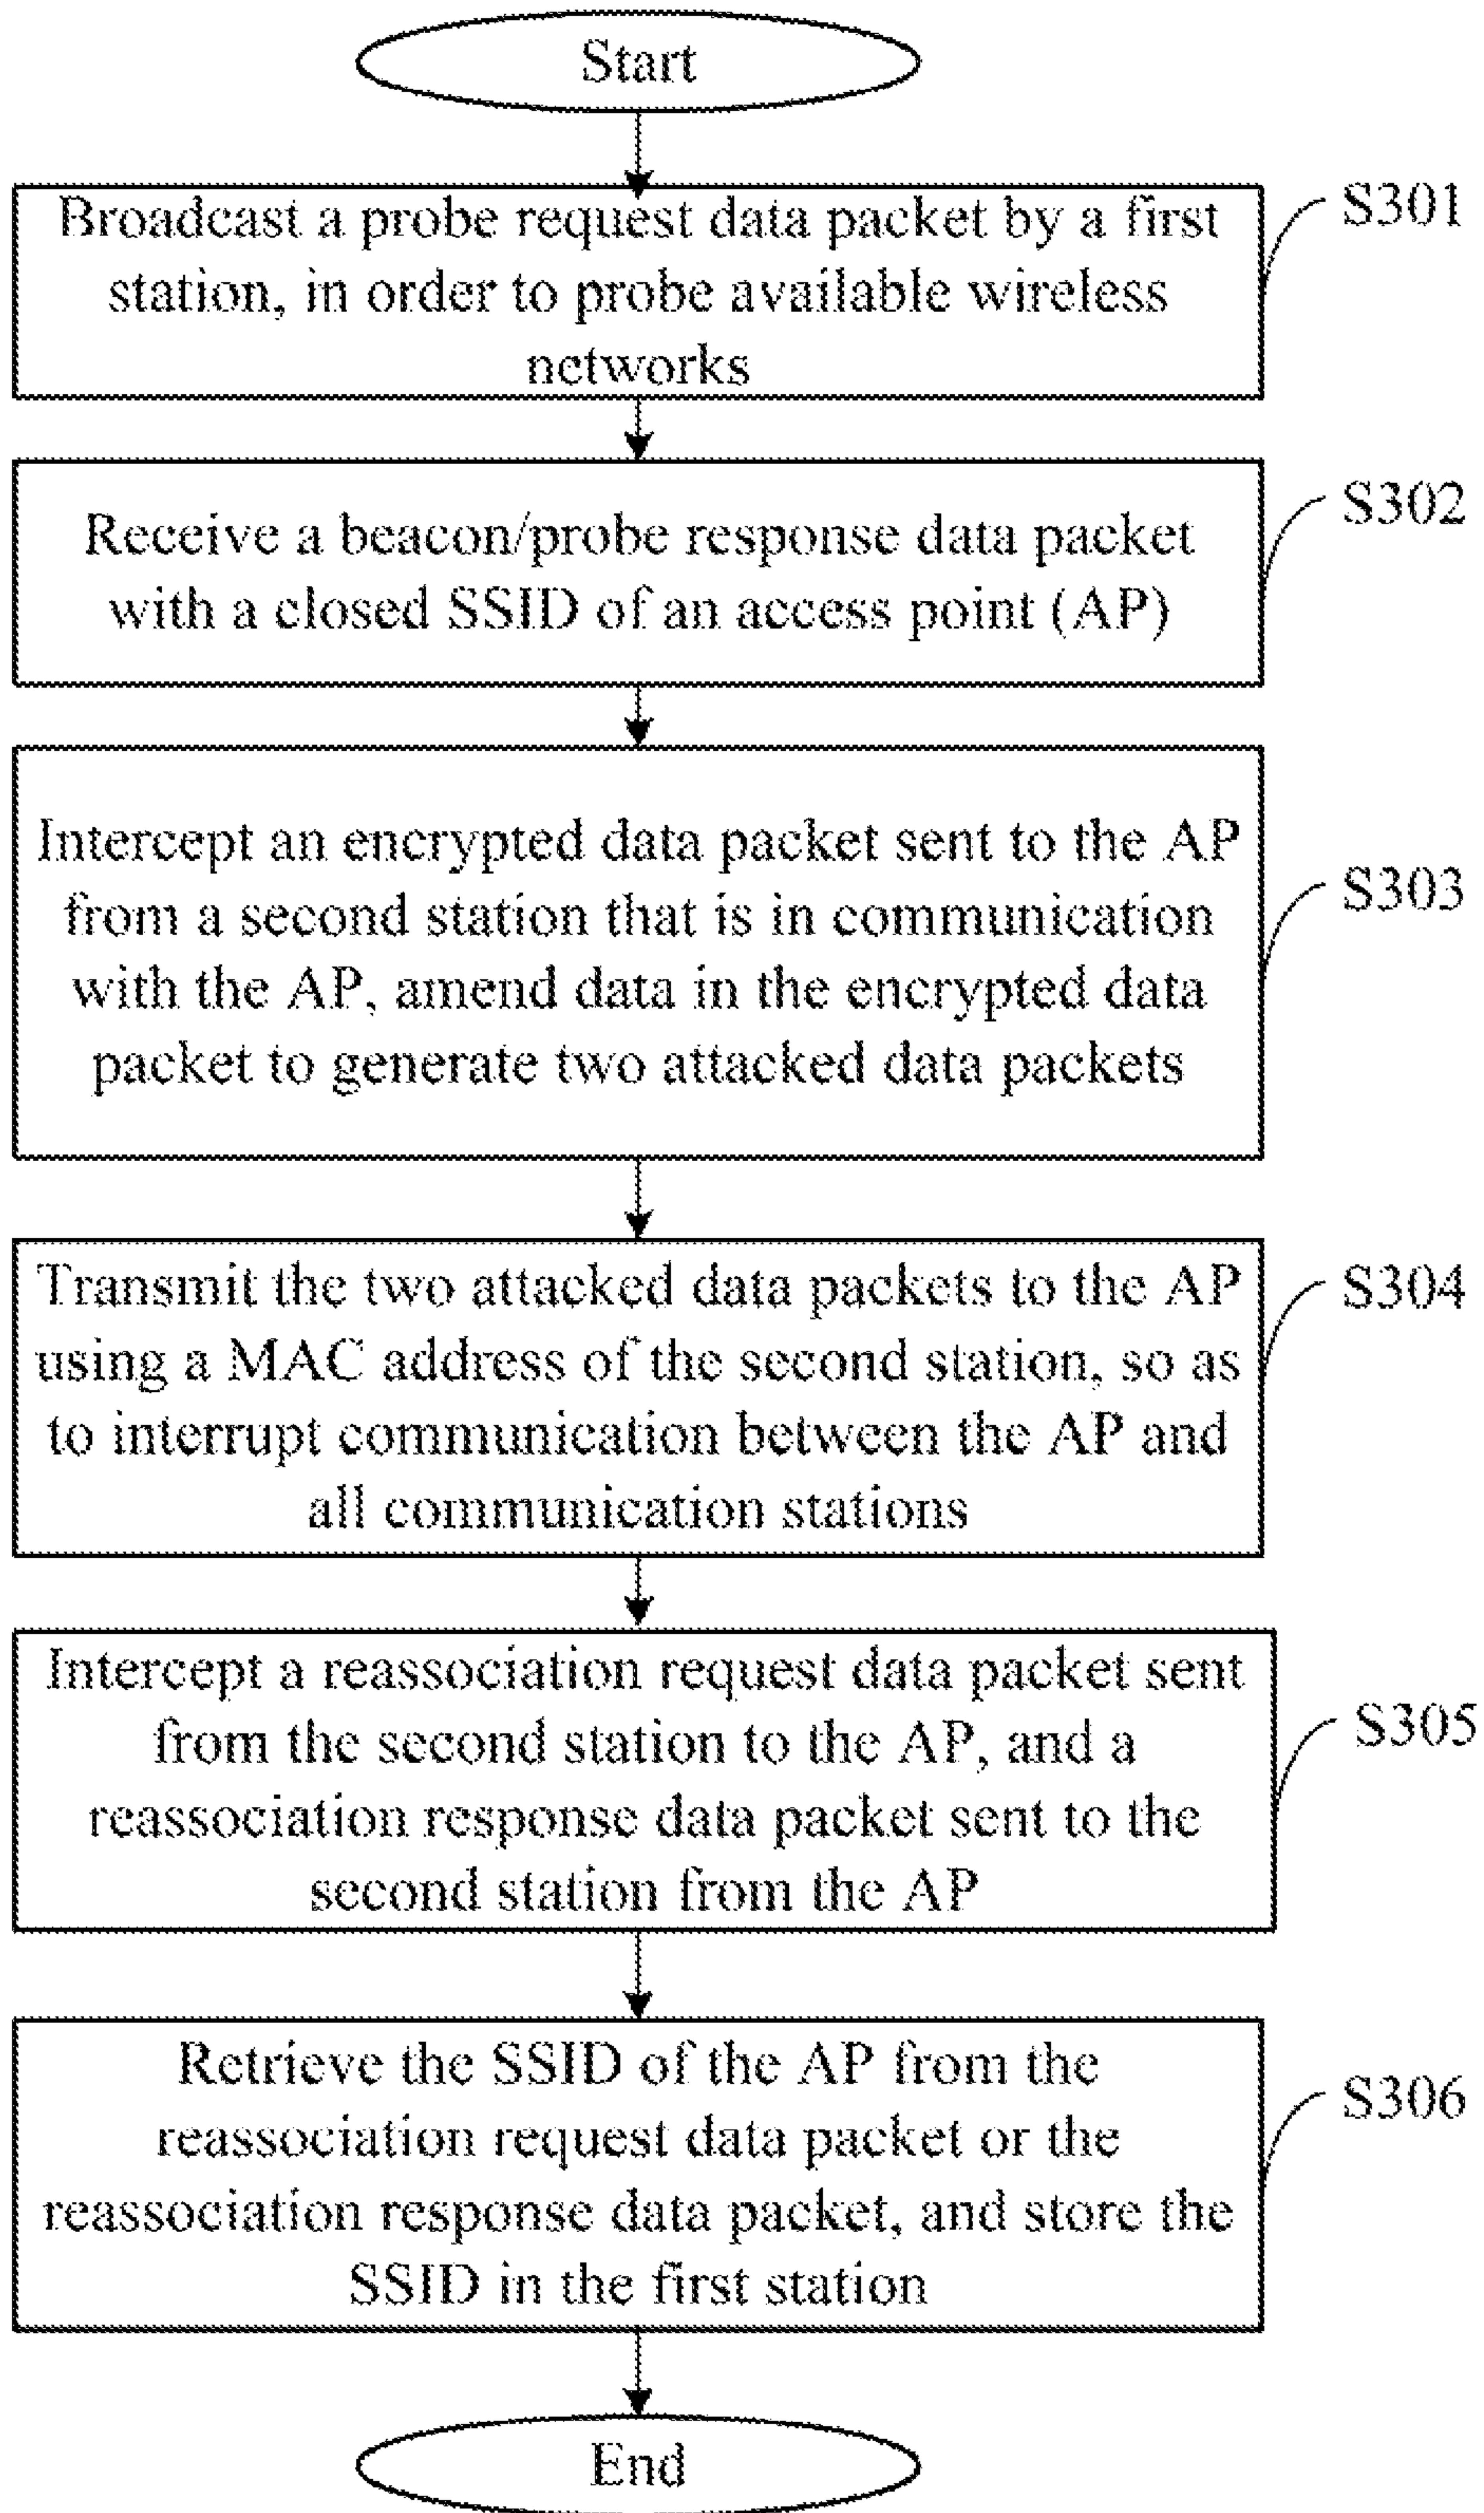 Start
Broadcast a probe request data packet by a first
station, in order to probe available wireless
networks
S301
Receive a beacon/probe response data packet
with a closed SSID of an access point (AP)
S302
Intercept an encrypted data packet sent to the AP
from a second station that is in communication
with the AP, amend data in the encrypted data
packet to generate two attacked data packets
S303
Transmit the two attacked data packets to the AP
using a MAC address of the second station, so as
to interrupt communication between the AP and
all communication stations
S304
Intercept a reassociation request data packet sent
from the second station to the AP, and a
reassociation response data packet sent to the
second station from the AP
S305
Retrieve the SSID of the AP from the
reassociation request data packet or the
reassociation response data packet, and store the
SSID in the first station
S306
End